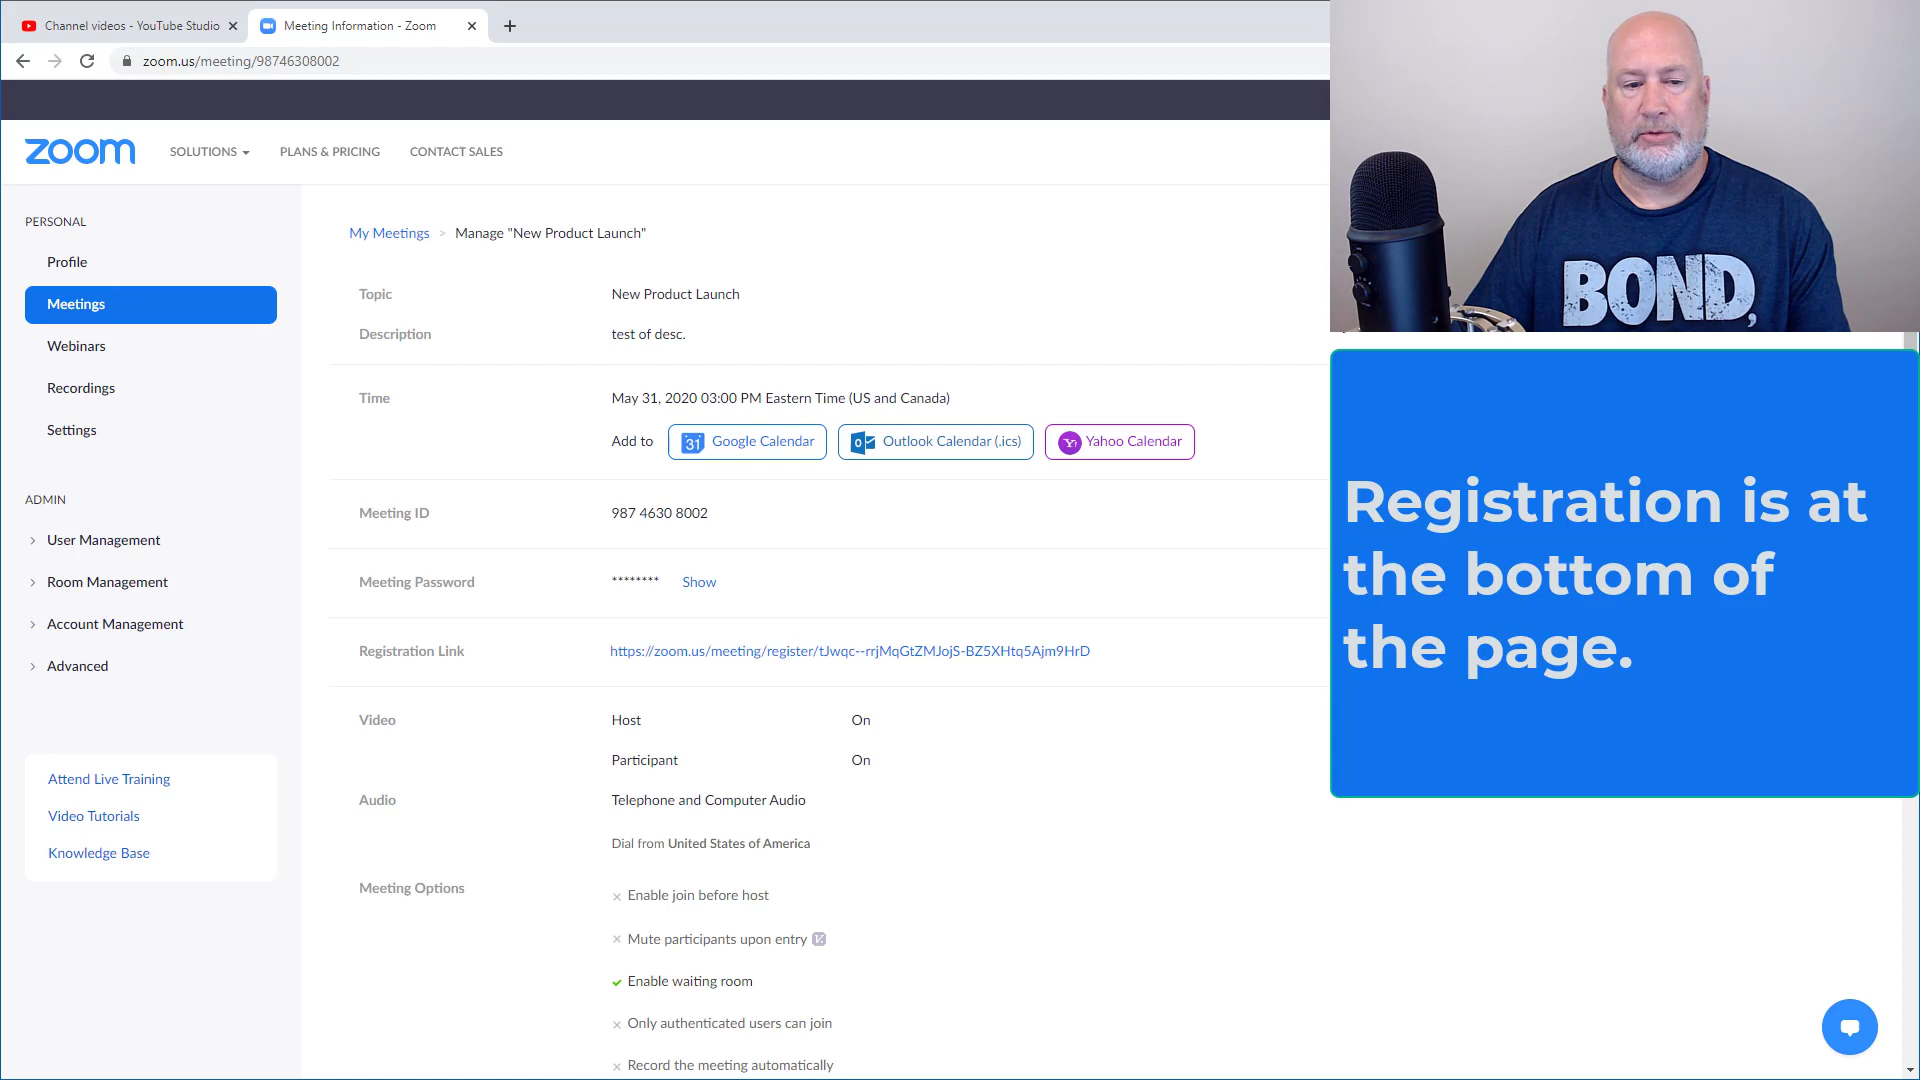 Channel videos - YouTube Studio
Meeting Information - Zoom
zoom.us/meeting/98746308002
zoom
SOLUTIONS
PLANS & PRICING
CONTACT SALES
PERSONAL
Profile
Meetings
Webinars
Recordings
Settings
ADMIN
User Management
Room Management
Account Management
Advanced
Attend Live Training
Video Tutorials
Knowledge Base
My Meetings > Manage "New Product Launch"
Topic
New Product Launch
Description
test of desc.
Time
May 31, 2020 03:00 PM Eastern Time (US and Canada)
Add to
31 Google Calendar
Outlook Calendar (.ics)
Yahoo Calendar
Meeting ID
987 4630 8002
Meeting Password
******** Show
Registration Link
https://zoom.us/meeting/register/tJwqc--rrjMqGtZMJojS-BZ5XHtq5Ajm9HrD
Video
Host On
Participant On
Audio
Telephone and Computer Audio
Dial from United States of America
Meeting Options
Enable join before host
Mute participants upon entry
Enable waiting room
Only authenticated users can join
Record the meeting automatically
BOND,
Registration is at
the bottom of
the page.